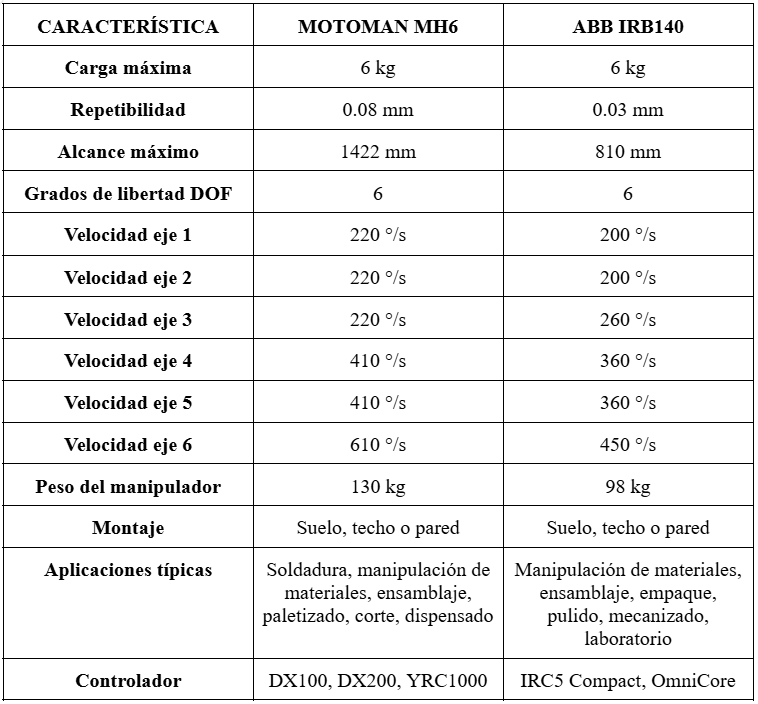 CARACTERÍSTICA MOTOMAN MH6 ABB IRB140
Carga máxima 6 kg 6 kg
Repetibilidad 0.08 mm 0.03 mm
Alcance máximo 1422 mm 810 mm
Grados de libertad DOF 6 6
Velocidad eje 1 220 °/s 200 °/s
Velocidad eje 2 220 °/s 200 °/s
Velocidad eje 3 220 °/s 260 °/s
Velocidad eje 4 410 °/s 360 °/s
Velocidad eje 5 410 °/s 360 °/s
Velocidad eje 6 610 °/s 450 °/s
Peso del manipulador 130 kg 98 kg
Montaje Suelo, techo o pared Suelo, techo o pared
Aplicaciones típicas Soldadura, manipulación de Manipulación de materiales,
materiales, ensamblaje, ensamblaje, empaque,
paletizado, corte, dispensado pulido, mecanizado,
laboratorio
Controlador DX100, DX200, YRC1000 IRC5 Compact, OmniCore